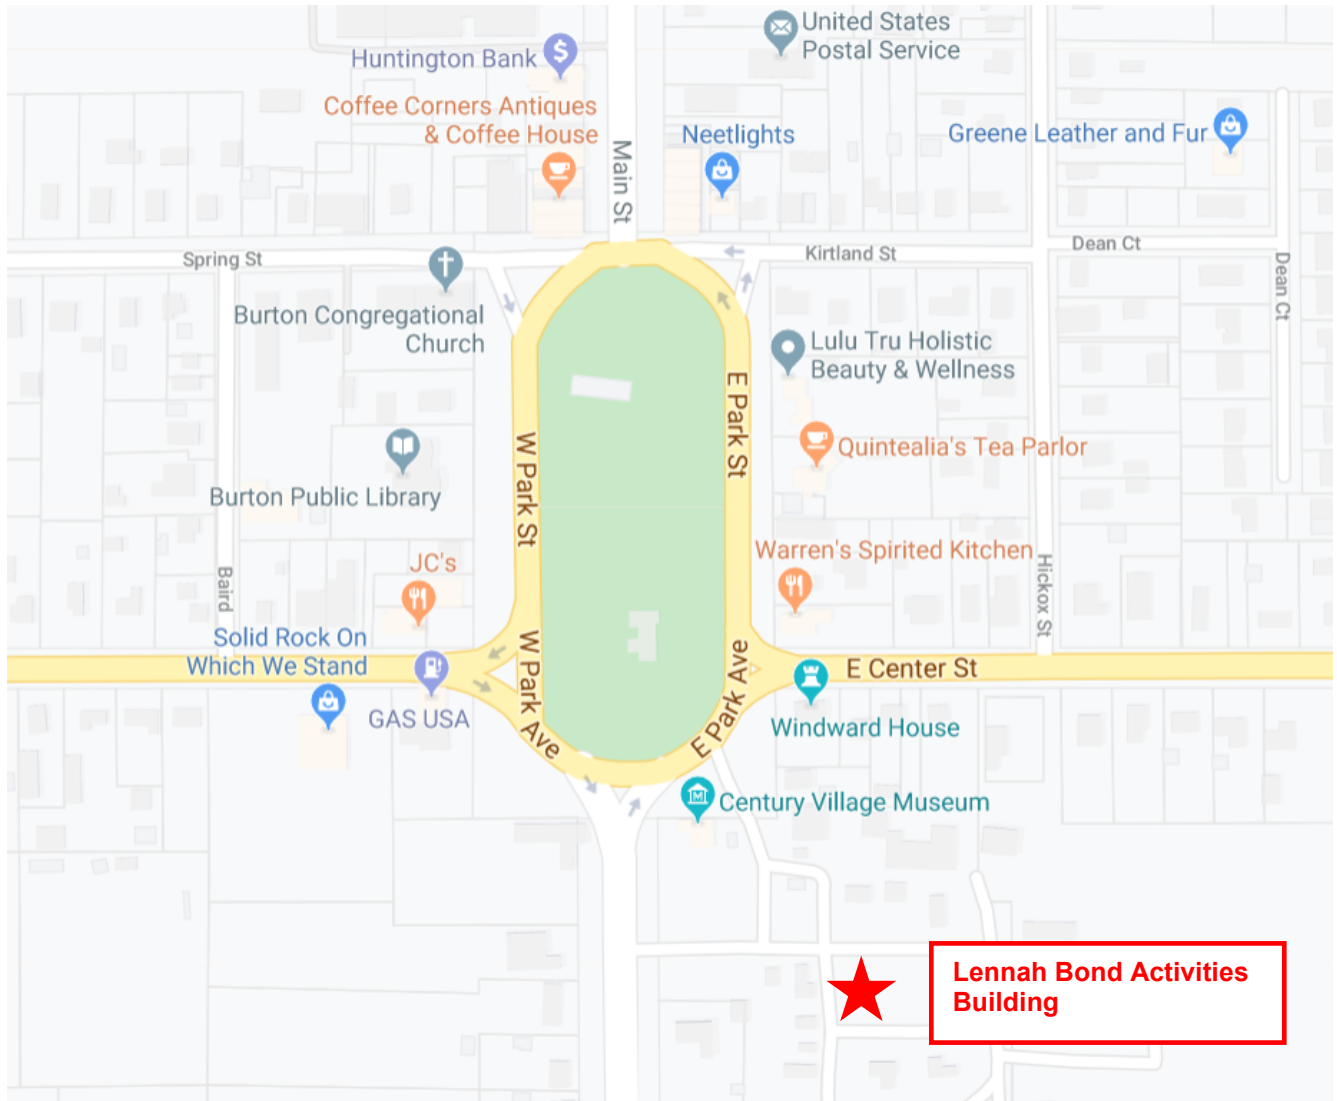 United States
Postal Service
Huntington Bank
$
Coffee Corners Antiques
& Coffee House
Neetlights
Greene Leather and Fur
Main St
Spring St
Kirtland St
Dean Ct
Dean Ct
Burton Congregational
Church
Lulu Tru Holistic
Beauty & Wellness
E Park St
W Park St
Quintealia's Tea Parlor
Burton Public Library
JC's
Warren's Spirited Kitchen
Baird
Hickox St
Solid Rock On
Which We Stand
W Park Ave
E Park Ave
E Center St
GAS USA
Windward House
M
Century Village Museum
Lennah Bond Activities
Building